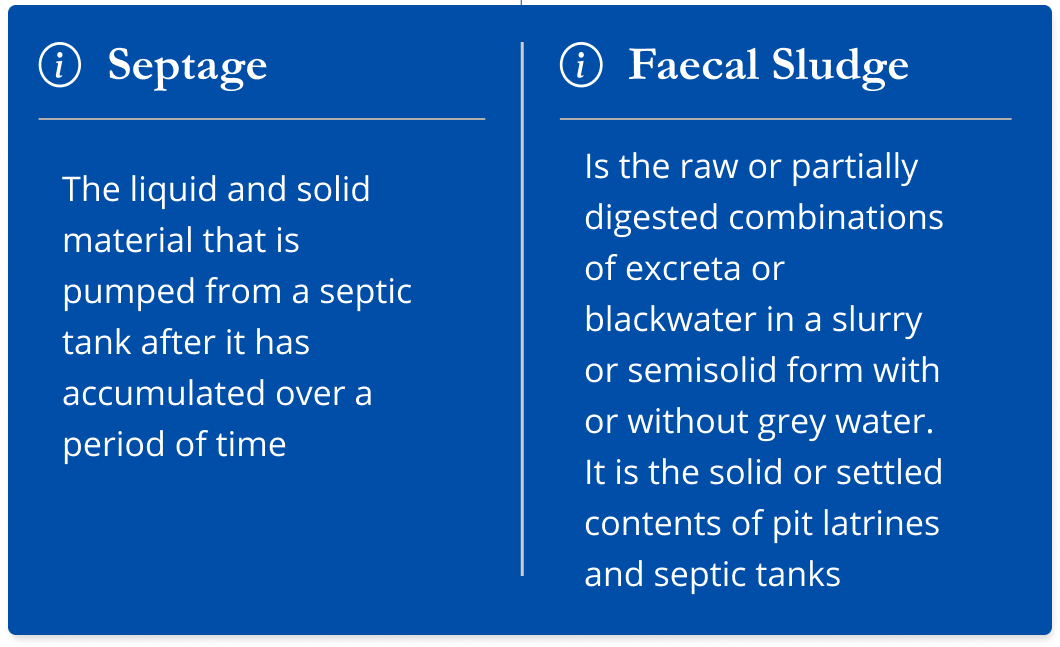 Septage
The liquid and solid
material that is
pumped from a septic
tank after it has
accumulated over a
period of time
Faecal Sludge
Is the raw or partially
digested combinations
of excreta or
blackwater in a slurry
or semisolid form with
or without grey water.
It is the solid or settled
contents of pit latrines
and septic tanks